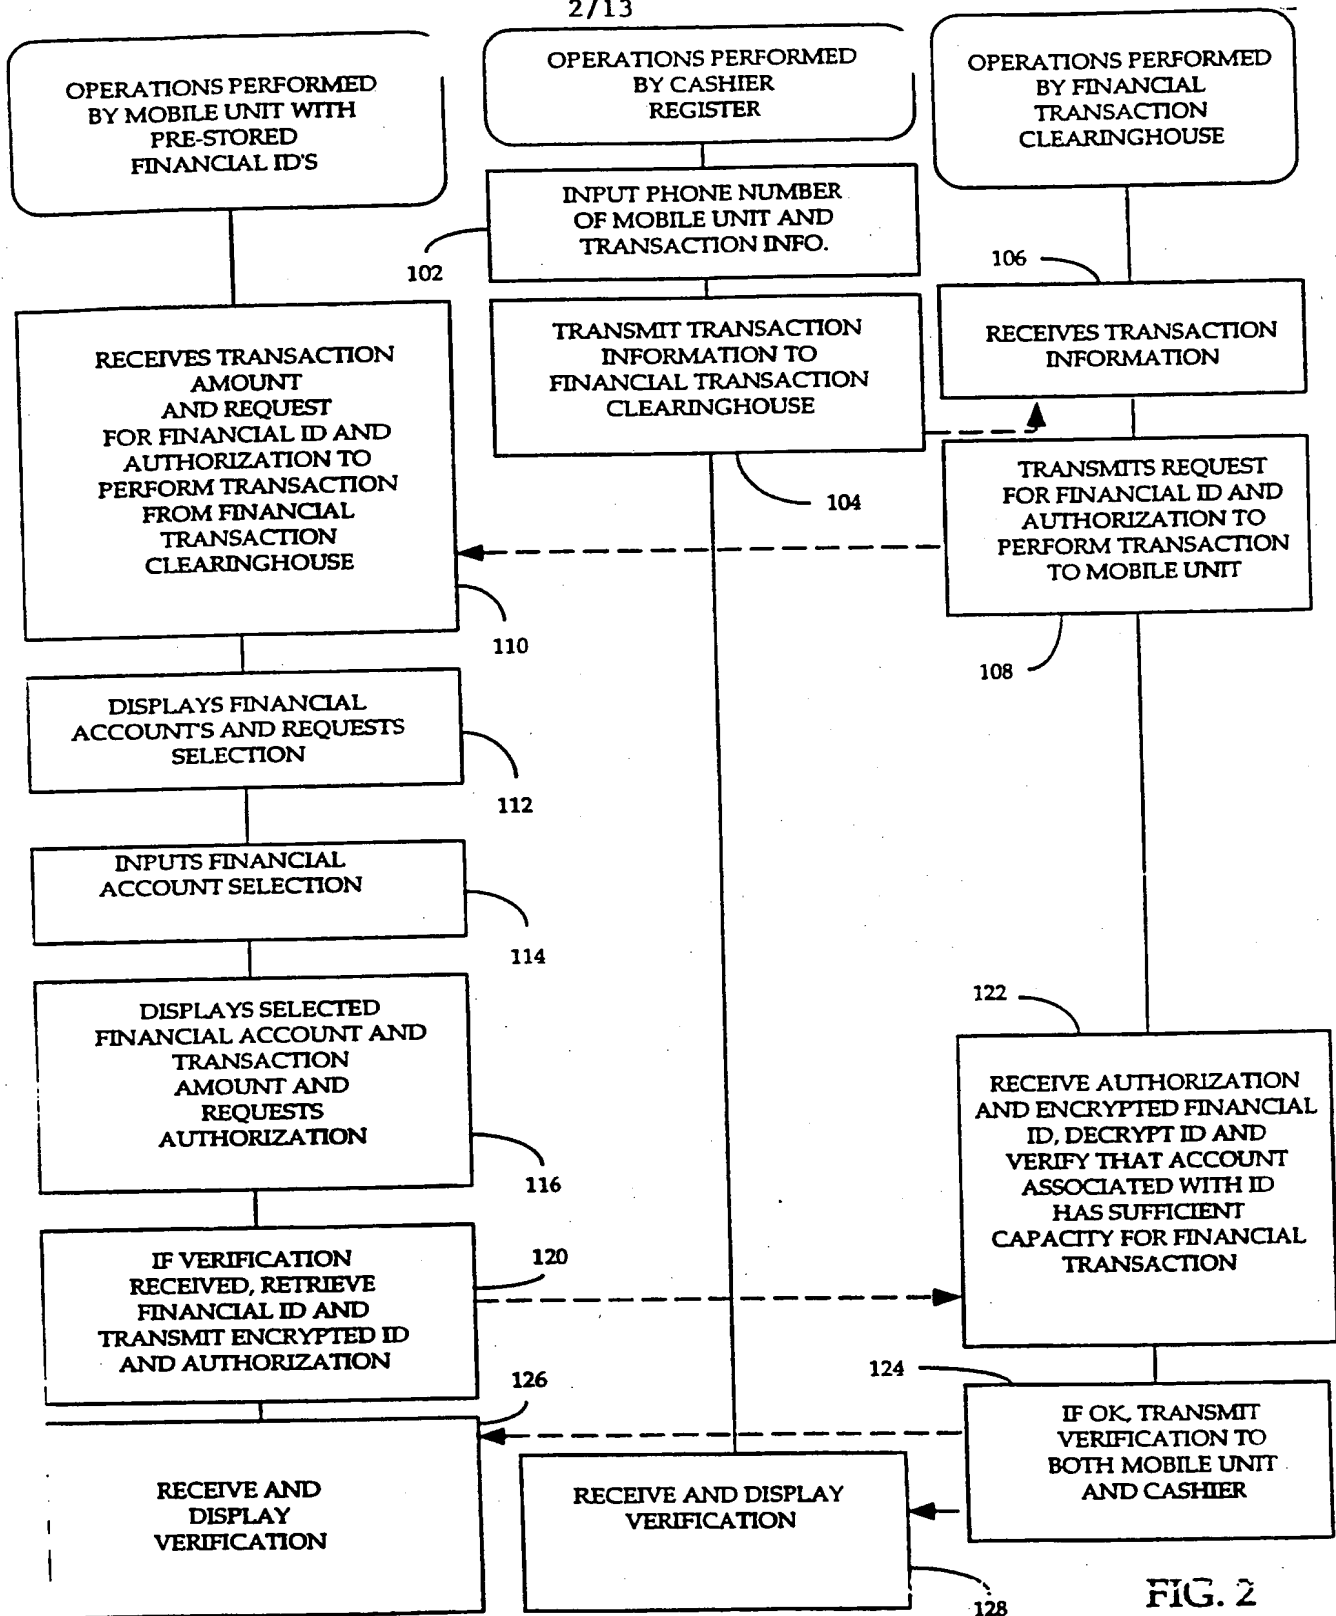 2/13
OPERATIONS PERFORMED
BY MOBILE UNIT WITH
PRE-STORED
FINANCIAL ID'S
OPERATIONS PERFORMED
BY CASHIER
REGISTER
OPERATIONS PERFORMED
BY FINANCIAL
TRANSACTION
CLEARINGHOUSE
INPUT PHONE NUMBER
OF MOBILE UNIT AND
TRANSACTION INFO.
102
106
RECEIVES TRANSACTION
AMOUNT
AND REQUEST
FOR FINANCIAL ID AND
AUTHORIZATION TO
PERFORM TRANSACTION
FROM FINANCIAL
TRANSACTION
CLEARINGHOUSE
TRANSMIT TRANSACTION
INFORMATION TO
FINANCIAL TRANSACTION
CLEARINGHOUSE
RECEIVES TRANSACTION
INFORMATION
104
TRANSMITS REQUEST
FOR FINANCIAL ID AND
AUTHORIZATION TO
PERFORM TRANSACTION
TO MOBILE UNIT
110
108
DISPLAYS FINANCIAL
ACCOUNTS AND REQUESTS
SELECTION
112
INPUTS FINANCIAL
ACCOUNT SELECTION
114
DISPLAYS SELECTED
FINANCIAL ACCOUNT AND
TRANSACTION
AMOUNT AND
REQUESTS
AUTHORIZATION
116
122
RECEIVE AUTHORIZATION
AND ENCRYPTED FINANCIAL
ID, DECRYPT ID AND
VERIFY THAT ACCOUNT
ASSOCIATED WITH ID
HAS SUFFICIENT
CAPACITY FOR FINANCIAL
TRANSACTION
IF VERIFICATION
RECEIVED, RETRIEVE
FINANCIAL ID AND
TRANSMIT ENCRYPTED ID
AND AUTHORIZATION
120
126
124
IF OK, TRANSMIT
VERIFICATION TO
BOTH MOBILE UNIT
AND CASHIER
RECEIVE AND
DISPLAY
VERIFICATION
RECEIVE AND DISPLAY
VERIFICATION
128
FIG. 2